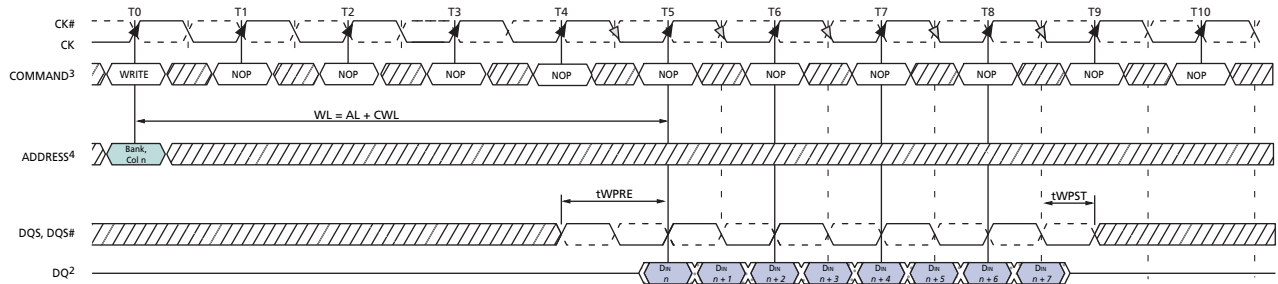 T0 T1 T2 T3 T4 T5 T6 T7 T8 T9 T10
CK#
CK
COMMAND3 WRITE NOP NOP NOP NOP NOP NOP NOP NOP NOP NOP
WL = AL + CWL
ADDRESS4 Bank,
Col n
tWPRE tWPST
DQS, DQS#
DQ2 DIN DIN DIN DIN DIN DIN DIN DIN
n n + 1 n + 2 n + 3 n + 4 n + 5 n + 6 n + 7